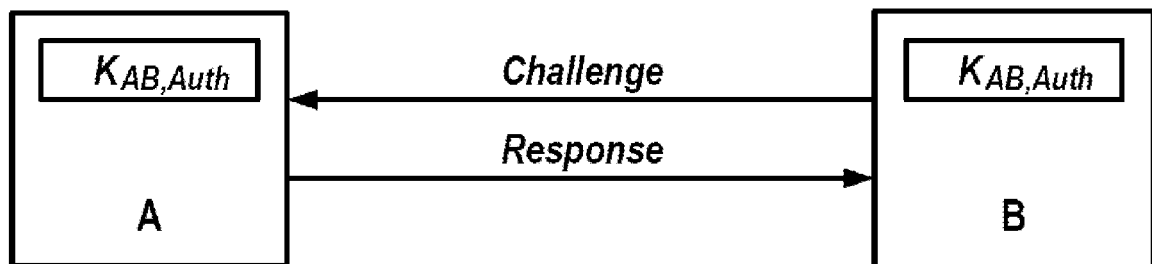 K_AB,Auth
Challenge
K_AB,Auth
Response
A
B